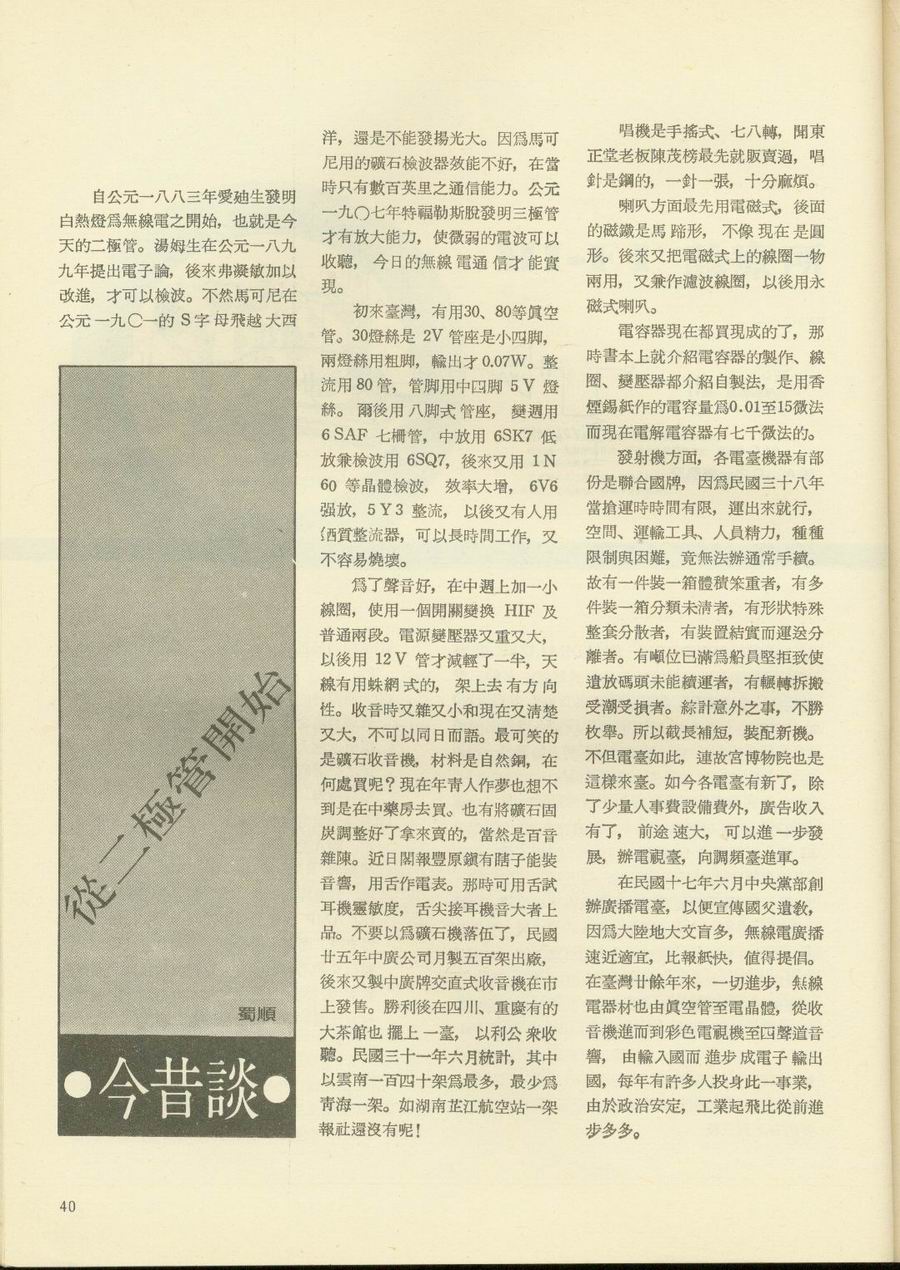 自公元一八八三年愛廸生發明
白熱燈爲無線電之開始，也就是今
天的二極管。湯姆生在公元一八九
九年提出電子論，後來弗凝敏加以
改進，才可以檢波。不然馬可尼在
公元一九〇一的S字母飛越大西
從二極管開始
蜀順
●今昔談●
洋，還是不能發揚光大。因爲馬可
尼用的礦石檢波器效能不好，在當
時只有數百英里之通信能力。公元
一九〇七年特福勒斯脫發明三極管
才有放大能力，使微弱的電波可以
收聽，今日的無線電通信才能實
現。
初來臺灣，有用30、80等眞空
管。30燈絲是 2V 管座是小四脚，
兩燈絲用粗脚，輸出才0.07W。整
流用80管，管脚用中四脚 5V 燈
絲。爾後用八脚式管座，變週用
6SAF 七柵管，中放用 6SK7 低
放兼檢波用 6SQ7，後來又用 1N
60 等晶體檢波，效率大增，6V6
强放，5Y3 整流，以後又有人用
硒質整流器，可以長時間工作，又
不容易燒壞。
爲了聲音好，在中週上加一小
線圈，使用一個開關變換 HIF 及
普通兩段。電源變壓器又重又大，
以後用 12V 管才減輕了一半，天
線有用蛛網式的，架上去有方向
性。收音時又雜又小和現在又淸楚
又大，不可以同日而語。最可笑的
是礦石收音機，材料是自然銅，在
何處買呢？現在年靑人作夢也想不
到是在中藥房去買。也有將礦石固
炭調整好了拿來賣的，當然是百音
雜陳。近日閱報豐原鎭有瞎子能裝
音響，用舌作電表。那時可用舌試
耳機靈敏度，舌尖接耳機音大者上
品。不要以爲礦石機落伍了，民國
廿五年中廣公司月製五百架出廠，
後來又製中廣牌交直式收音機在市
上發售。勝利後在四川、重慶有的
大茶館也擺上一臺，以利公衆收
聽。民國三十一年六月統計，其中
以雲南一百四十架爲最多，最少爲
靑海一架。如湖南芷江航空站一架
報社還沒有呢！
唱機是手搖式、七八轉，聞東
正堂老板陳茂榜最先就販賣過，唱
針是鋼的，一針一張，十分麻煩。
喇叭方面最先用電磁式，後面
的磁鐵是馬蹄形，不像現在是圓
形。後來又把電磁式上的線圈一物
兩用，又兼作濾波線圈，以後用永
磁式喇叭。
電容器現在都買現成的了，那
時書本上就介紹電容器的製作、線
圈、變壓器都介紹自製法，是用香
煙錫紙作的電容量爲0.01至15微法
而現在電解電容器有七千微法的。
發射機方面，各電臺機器有部
份是聯合國牌，因爲民國三十八年
當搶運時時間有限，運出來就行，
空間、運輸工具、人員精力，種種
限制與困難，竟無法辦通常手續。
故有一件裝一箱體積笨重者，有多
件裝一箱分類未淸者，有形狀特殊
整套分散者，有裝置結實而運送分
離者。有噸位已滿爲船員堅拒致使
遺放碼頭未能續運者，有輾轉拆搬
受潮受損者。綜計意外之事，不勝
枚舉。所以截長補短，裝配新機。
不但電臺如此，連故宮博物院也是
這樣來臺。如今各電臺有新了，除
了少量人事費設備費外，廣告收入
有了，前途速大，可以進一步發
展，辦電視臺，向調頻臺進軍。
在民國十七年六月中央黨部創
辦廣播電臺，以便宣傳國父遺敎，
因爲大陸地大文盲多，無線電廣播
速近適宜，比報紙快，値得提倡。
在臺灣廿餘年來，一切進步，無線
電器材也由眞空管至電晶體，從收
音機進而到彩色電視機至四聲道音
響，由輸入國而進步成電子輸出
國，每年有許多人投身此一事業，
由於政治安定，工業起飛比從前進
步多多。
40